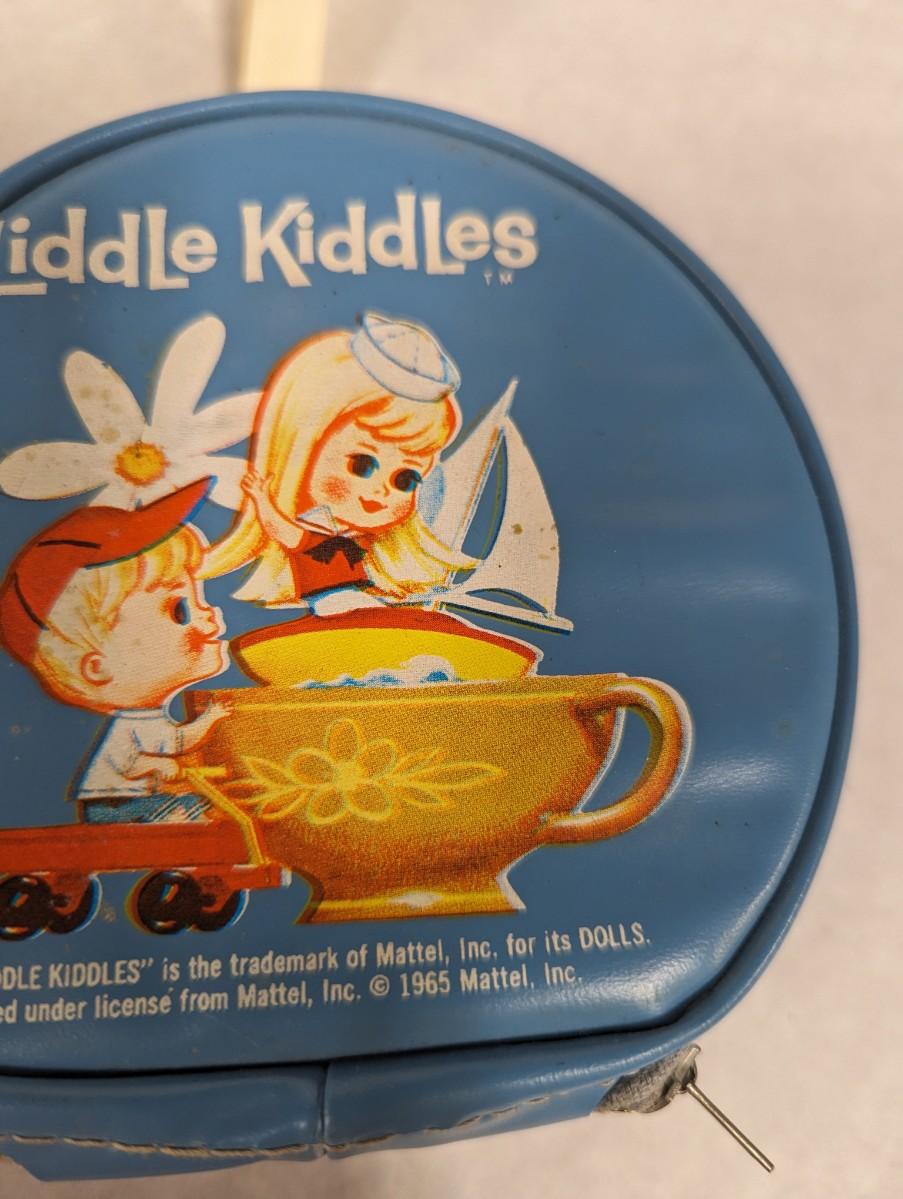 iddle Kiddles
TM
DLE KIDDLES" is the trademark of Mattel, Inc. for its DOLLS.
ed under license from Mattel, Inc. © 1965 Mattel, Inc.